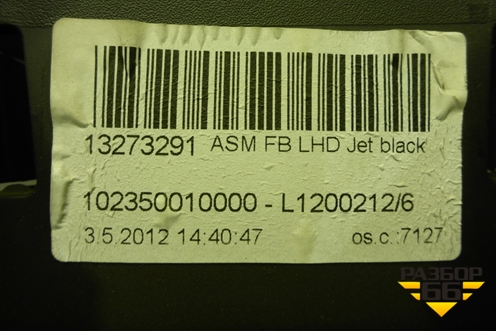 13273291 ASM FB LHD Jet black
102350010000 - L1200212/6
3.5.2012 14:40:47 os.c.:7127
РАЗБОР
66